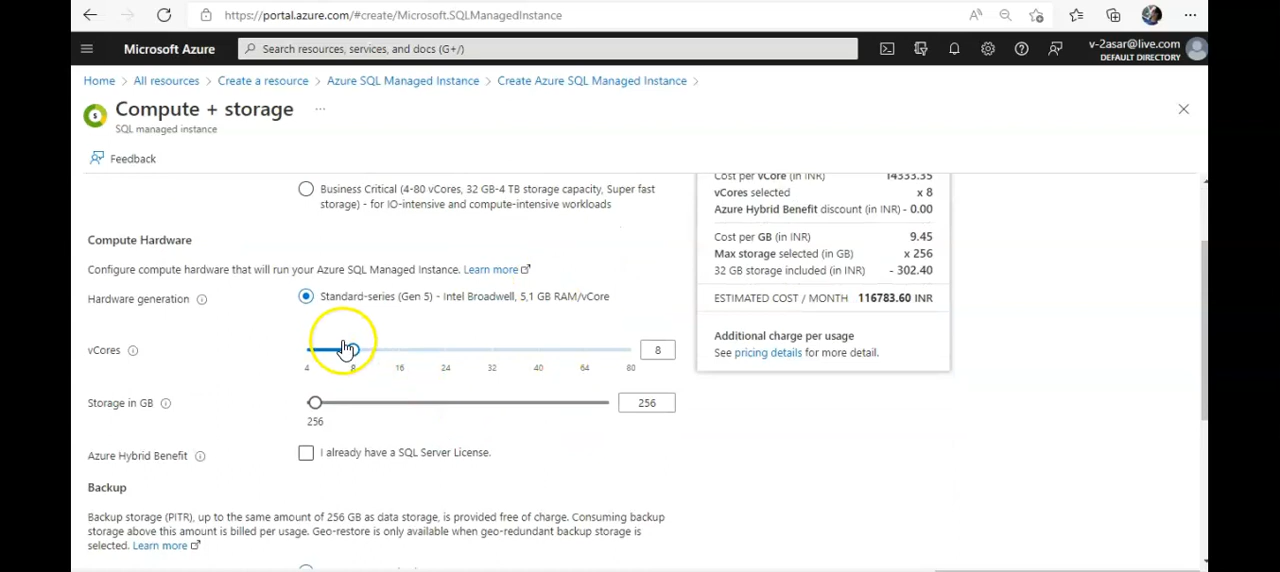 https://portal.azure.com/#create/Microsoft.SQLManagedInstance
Microsoft Azure
Search resources, services, and docs (G+/)
v-2asar@live.com
DEFAULT DIRECTORY
Home > All resources > Create a resource > Azure SQL Managed Instance > Create Azure SQL Managed Instance >
Compute + storage ...
SQL managed instance
Feedback
Business Critical (4-80 vCores, 32 GB-4 TB storage capacity, Super fast
storage) - for IO-intensive and compute-intensive workloads
Compute Hardware
Configure compute hardware that will run your Azure SQL Managed Instance. Learn more
Hardware generation
Standard-series (Gen 5) - Intel Broadwell, 5,1 GB RAM/vCore
vCores
8
4 8 16 24 32 40 64 80
Storage in GB
256
256
Azure Hybrid Benefit
I already have a SQL Server License.
Backup
Backup storage (PITR), up to the same amount of 256 GB as data storage, is provided free of charge. Consuming backup
storage above this amount is billed per usage. Geo-restore is only available when geo-redundant backup storage is
selected. Learn more
Cost per vCore (in INR) 14333.35
vCores selected x 8
Azure Hybrid Benefit discount (in INR) - 0.00
Cost per GB (in INR) 9.45
Max storage selected (in GB) x 256
32 GB storage included (in INR) - 302.40
ESTIMATED COST / MONTH 116783.60 INR
Additional charge per usage
See pricing details for more detail.